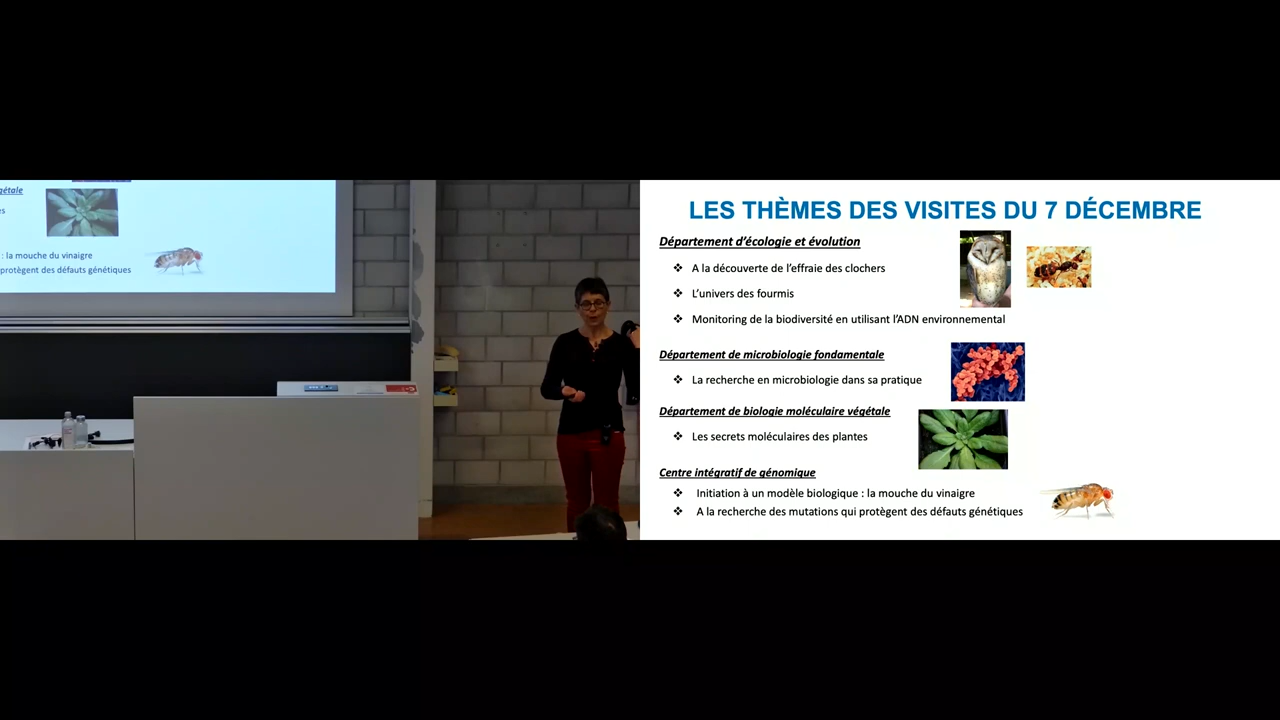 gétale
: la mouche du vinaigre
protègent des défauts génétiques
LES THÈMES DES VISITES DU 7 DÉCEMBRE
Département d'écologie et évolution
❖ A la découverte de l'effraie des clochers
❖ L'univers des fourmis
❖ Monitoring de la biodiversité en utilisant l'ADN environnemental
Département de microbiologie fondamentale
❖ La recherche en microbiologie dans sa pratique
Département de biologie moléculaire végétale
❖ Les secrets moléculaires des plantes
Centre intégratif de génomique
❖ Initiation à un modèle biologique : la mouche du vinaigre
❖ A la recherche des mutations qui protègent des défauts génétiques